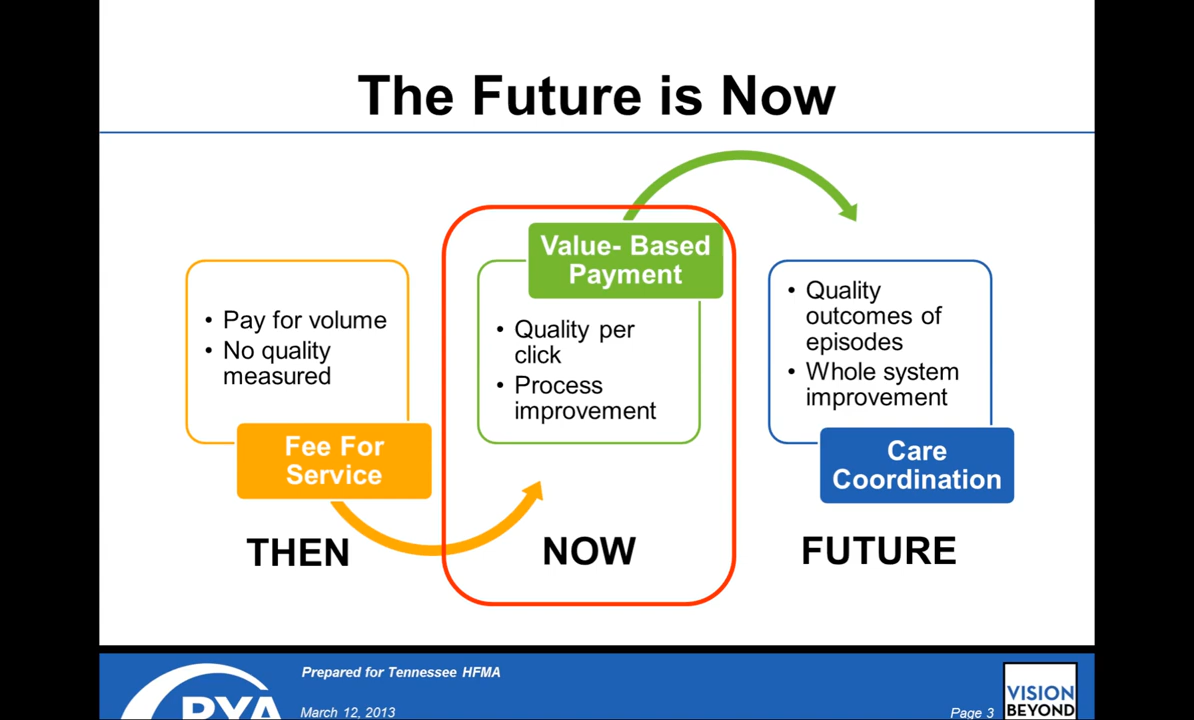 The Future is Now
• Pay for volume
• No quality
measured
Fee For
Service
THEN
Value- Based
Payment
• Quality per
click
• Process
improvement
NOW
• Quality
outcomes of
episodes
• Whole system
improvement
Care
Coordination
FUTURE
PYA
Prepared for Tennessee HFMA
March 12, 2013
Page 3
VISION
BEYOND